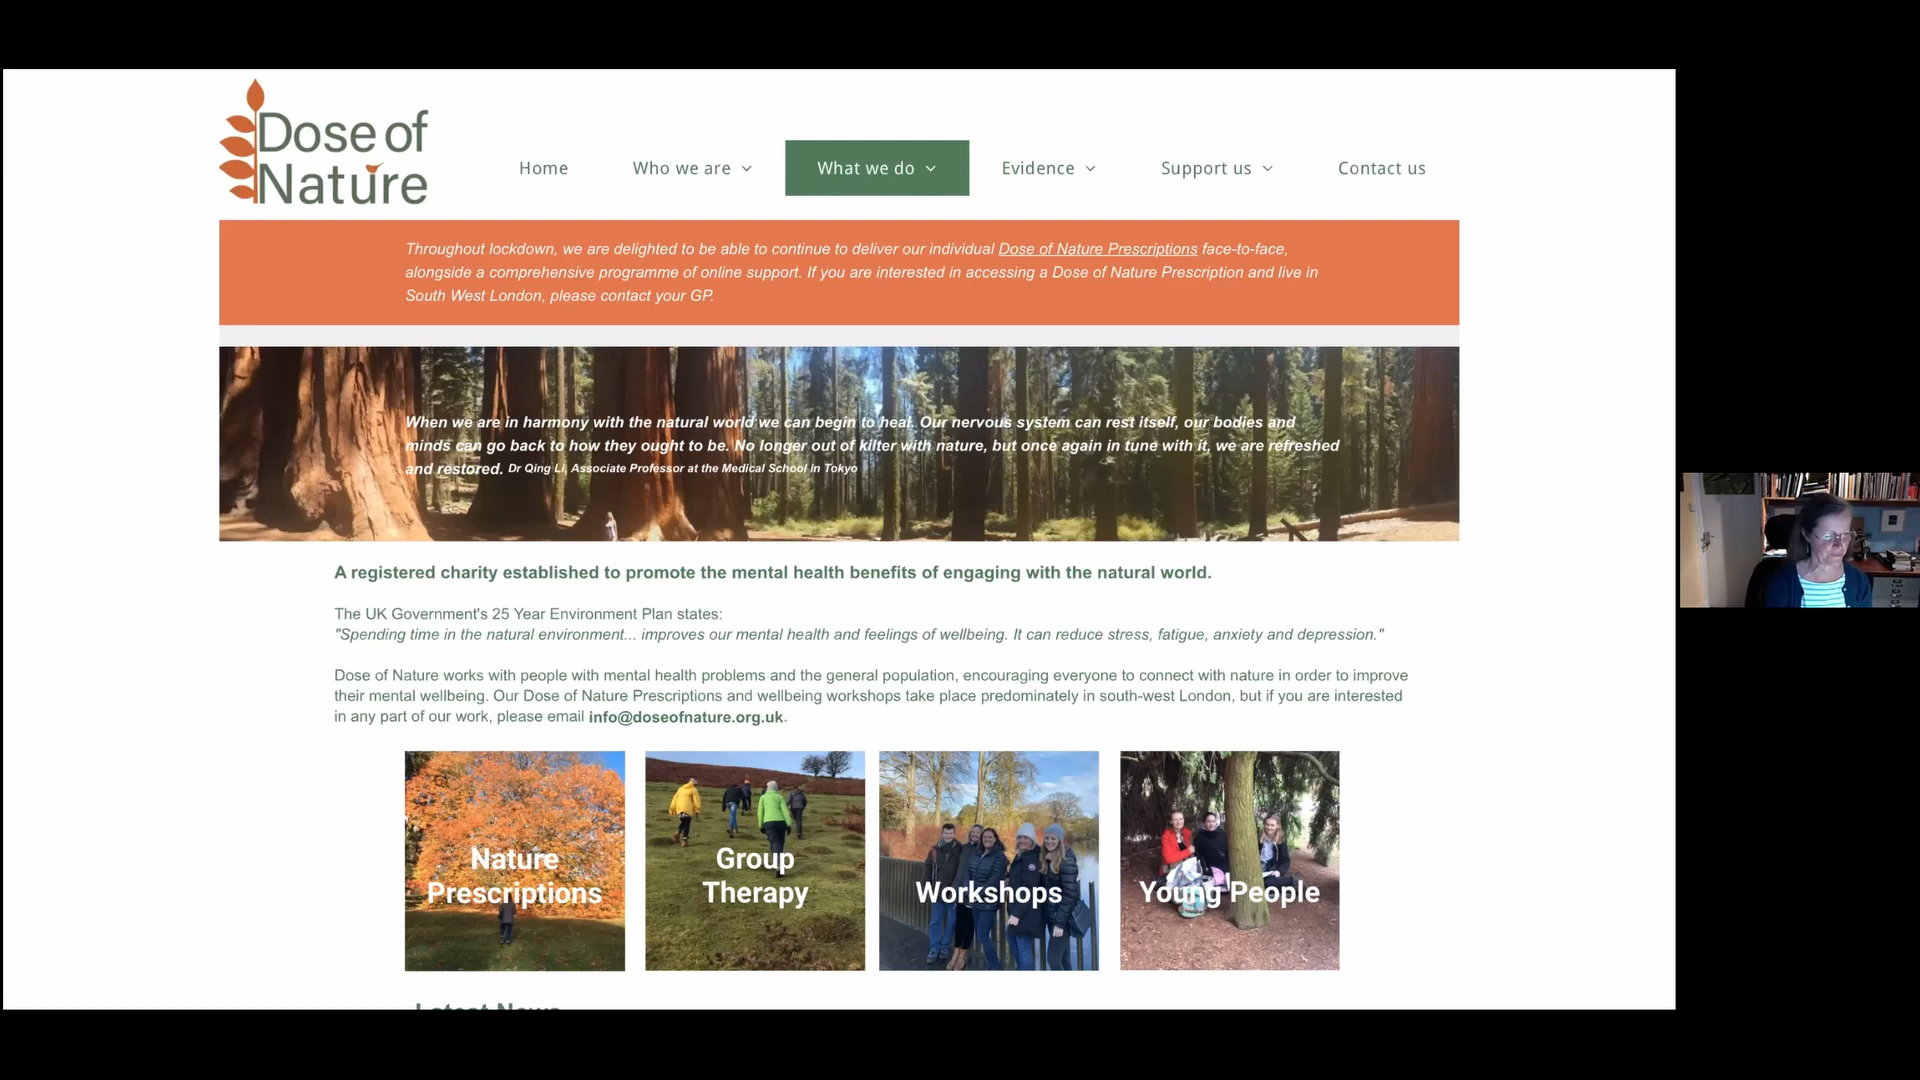 Dose of
Nature
Home
Who we are
What we do
Evidence
Support us
Contact us
Throughout lockdown, we are delighted to be able to continue to deliver our individual Dose of Nature Prescriptions face-to-face,
alongside a comprehensive programme of online support. If you are interested in accessing a Dose of Nature Prescription and live in
South West London, please contact your GP.
When we are in harmony with the natural world we can begin to heal. Our nervous system can rest itself, our bodies and
minds can go back to how they ought to be. No longer out of kilter with nature, but once again in tune with it, we are refreshed
and restored. Dr Qing Li, Associate Professor at the Medical School in Tokyo
A registered charity established to promote the mental health benefits of engaging with the natural world.
The UK Government's 25 Year Environment Plan states:
"Spending time in the natural environment... improves our mental health and feelings of wellbeing. It can reduce stress, fatigue, anxiety and depression."
Dose of Nature works with people with mental health problems and the general population, encouraging everyone to connect with nature in order to improve
their mental wellbeing. Our Dose of Nature Prescriptions and wellbeing workshops take place predominately in south-west London, but if you are interested
in any part of our work, please email info@doseofnature.org.uk.
Nature
Prescriptions
Group
Therapy
Workshops
Young People
Latest News